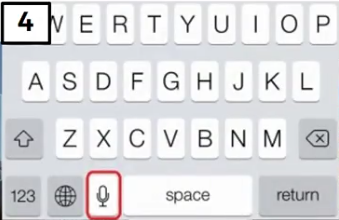 4 W E R T Y U I O P
A S D F G H J K L
Z X C V B N M
123 space return